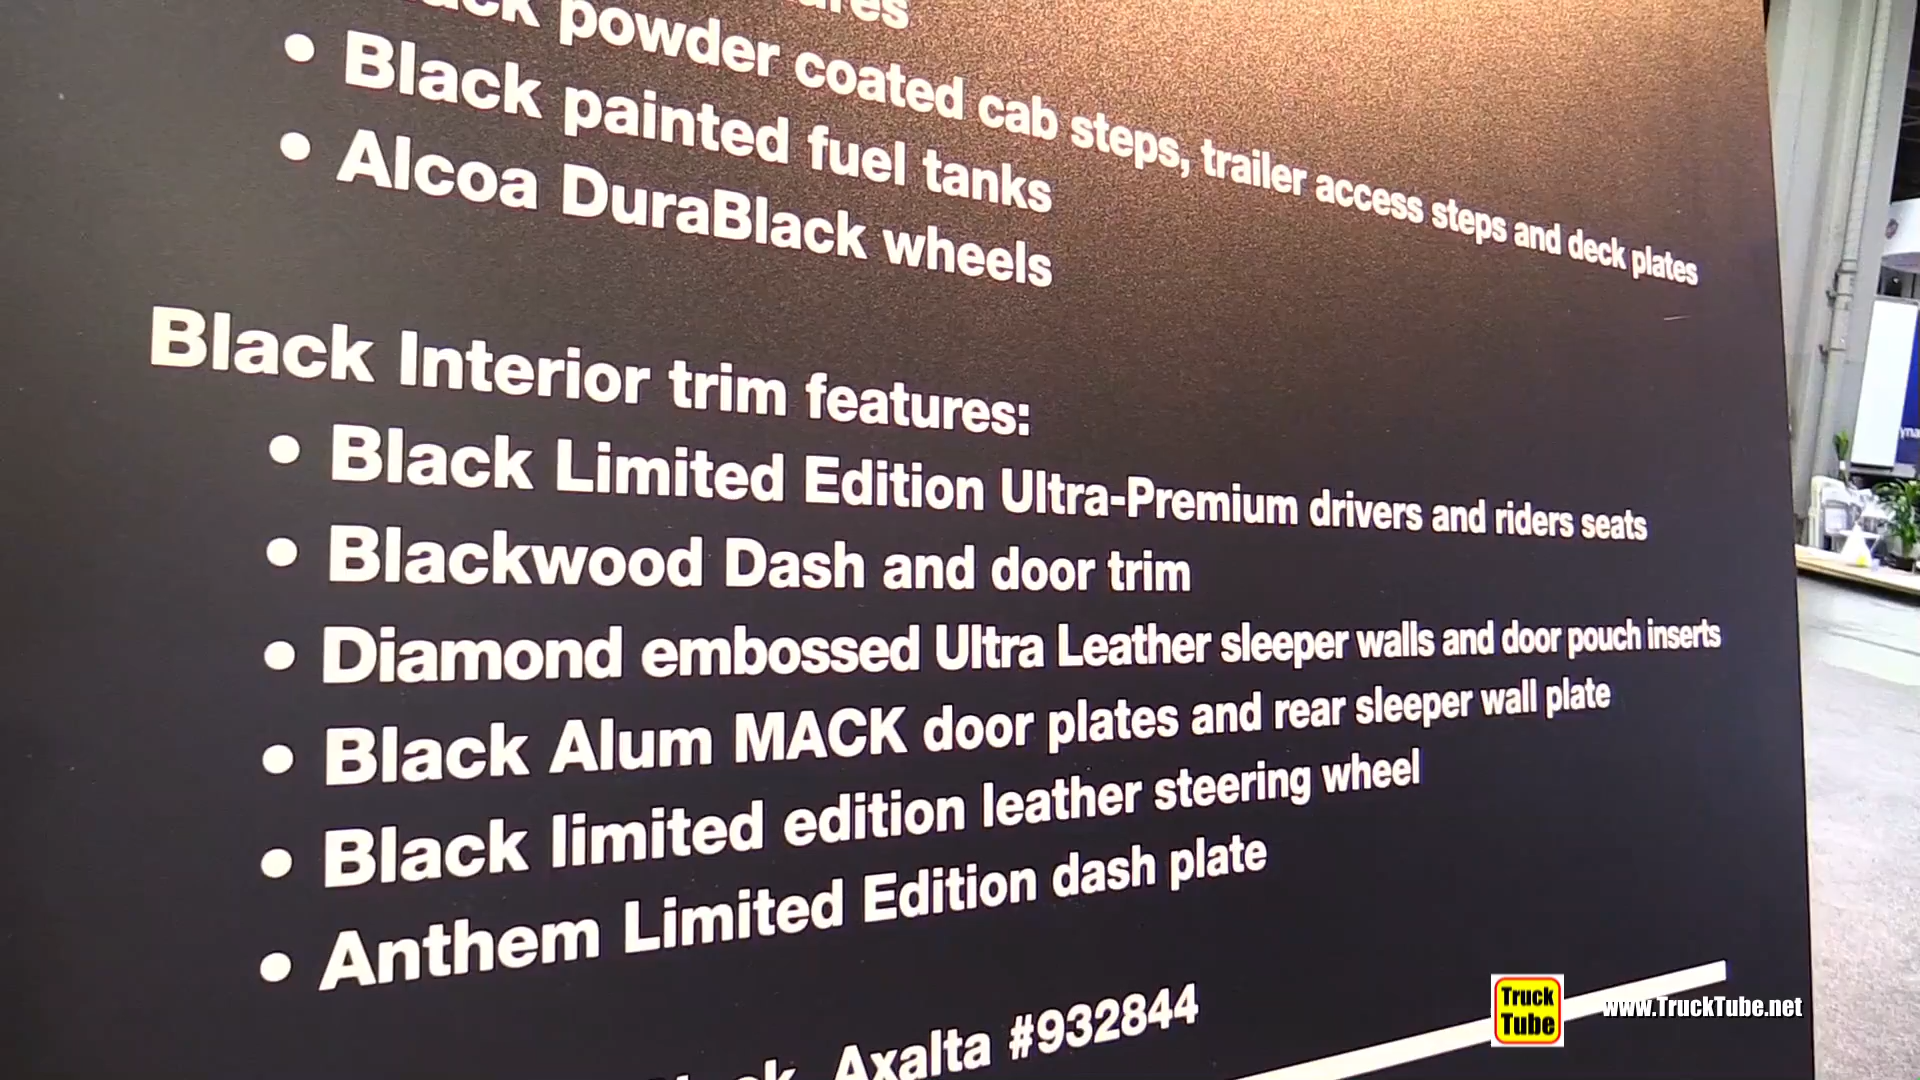 powder coated cab steps, trailer access steps and deck plates
• Black painted fuel tanks
• Alcoa DuraBlack wheels
Black Interior trim features:
• Black Limited Edition Ultra-Premium drivers and riders seats
• Blackwood Dash and door trim
• Diamond embossed Ultra Leather sleeper walls and door pouch inserts
• Black Alum MACK door plates and rear sleeper wall plate
• Black limited edition leather steering wheel
• Anthem Limited Edition dash plate
Axalta #932844
Truck
Tube
www.TruckTube.net